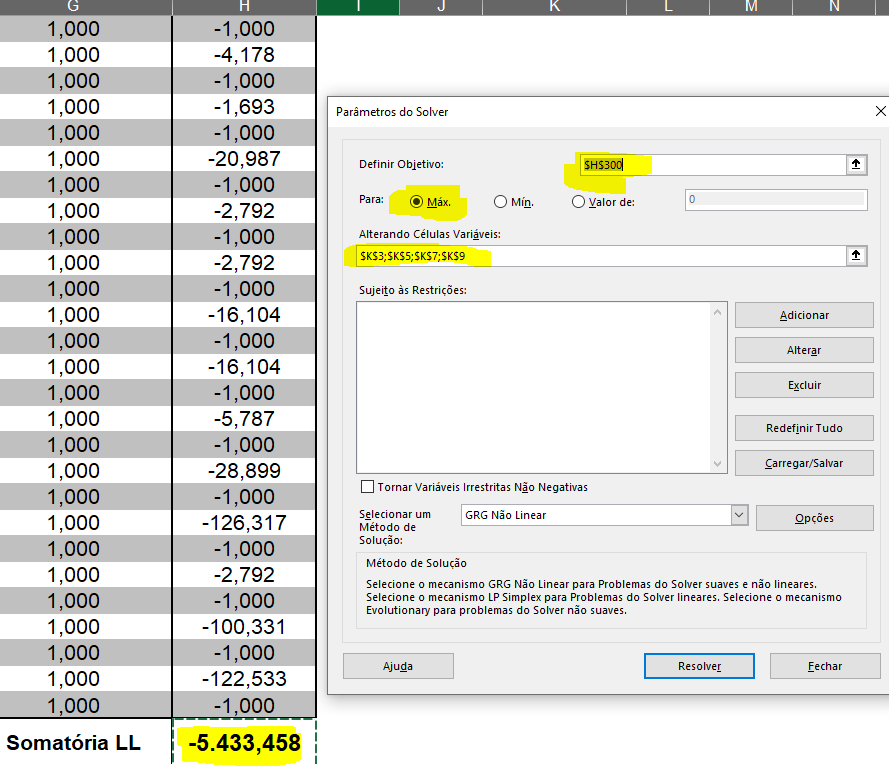 G H I J K L M N
1,000 -1,000
1,000 -4,178
1,000 -1,000
1,000 -1,693
1,000 -1,000
1,000 -20,987
1,000 -1,000
1,000 -2,792
1,000 -1,000
1,000 -2,792
1,000 -1,000
1,000 -16,104
1,000 -1,000
1,000 -16,104
1,000 -1,000
1,000 -5,787
1,000 -1,000
1,000 -28,899
1,000 -1,000
1,000 -126,317
1,000 -1,000
1,000 -2,792
1,000 -1,000
1,000 -100,331
1,000 -1,000
1,000 -122,533
1,000 -1,000
Somatória LL -5.433,458
Parâmetros do Solver
Definir Objetivo: $H$300
Para: Máx. Mín. Valor de: 0
Alterando Células Variáveis:
$K$3;$K$5;$K$7;$K$9
Sujeito às Restrições:
Adicionar
Alterar
Excluir
Redefinir Tudo
Carregar/Salvar
Tornar Variáveis Irrestritas Não Negativas
Selecionar um
Método de
Solução:
GRG Não Linear
Opções
Método de Solução
Selecione o mecanismo GRG Não Linear para Problemas do Solver suaves e não lineares.
Selecione o mecanismo LP Simplex para Problemas do Solver lineares. Selecione o mecanismo
Evolutionary para problemas do Solver não suaves.
Ajuda Resolver Fechar